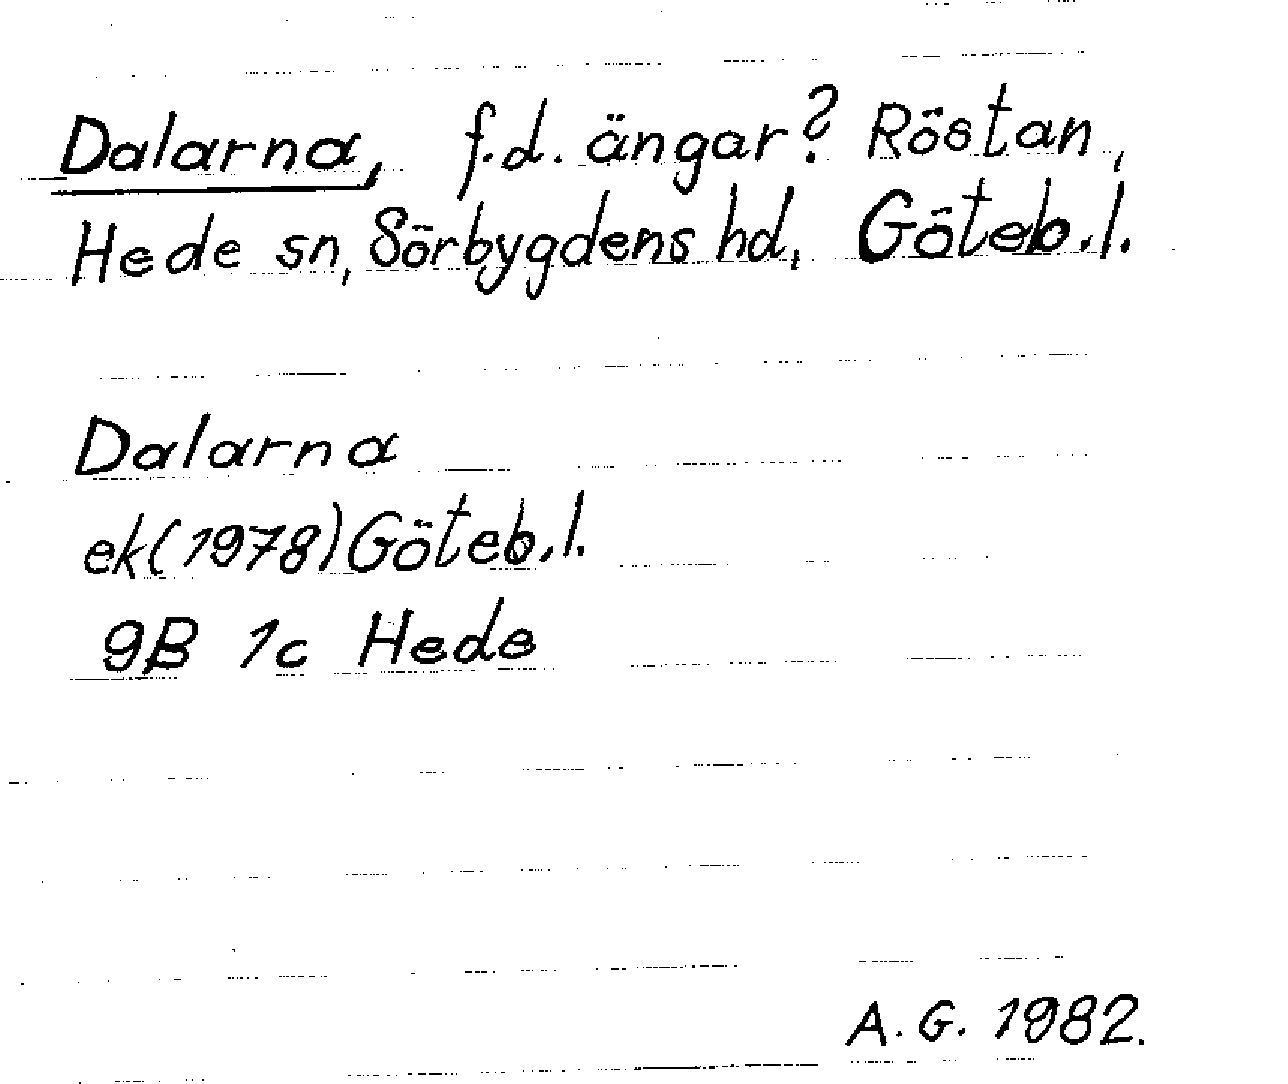 Dalarna, f.d. ängar? Röstan,
Hede sn, Sörbygdens hd, Göteb.l.
Dalarna
ek(1978) Göteb.l.
9B 1c Hede
A.G. 1982.